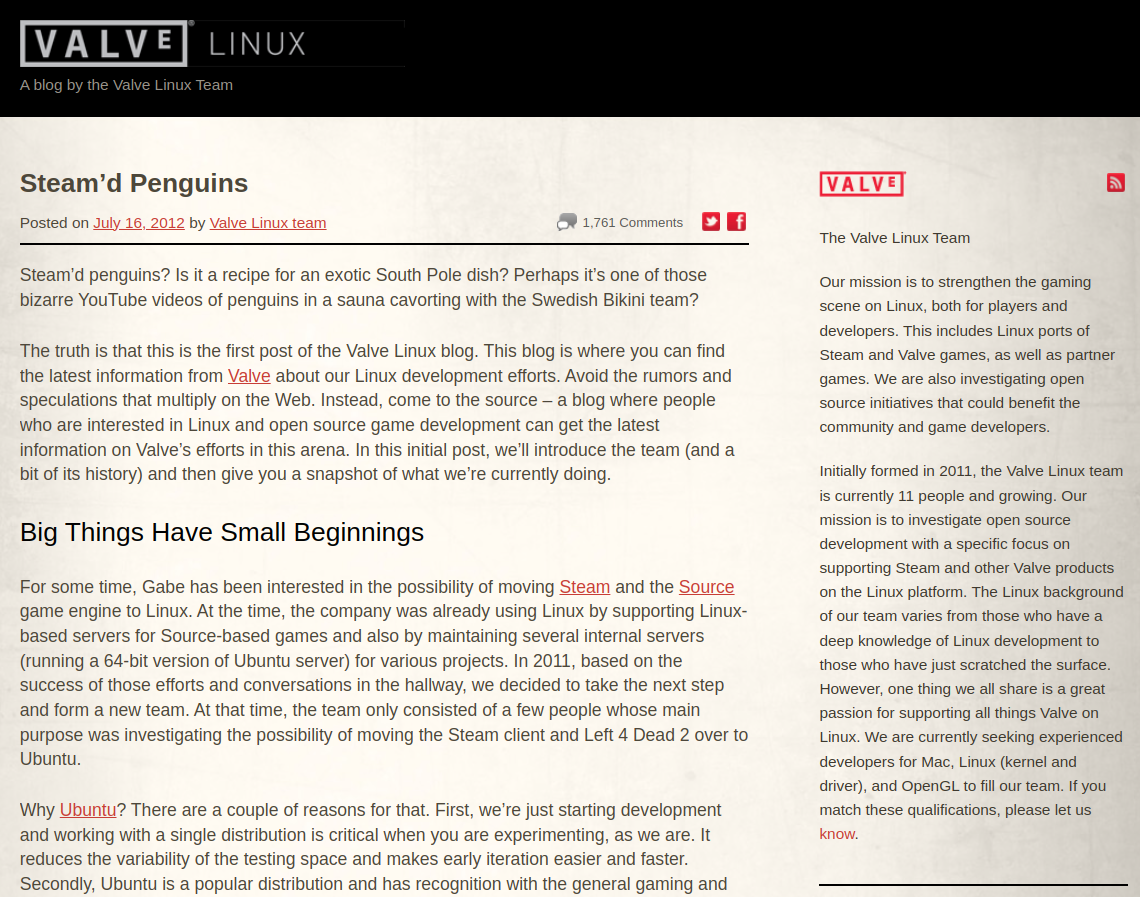 VALVE® LINUX
A blog by the Valve Linux Team
Steam’d Penguins
Posted on July 16, 2012 by Valve Linux team
1,761 Comments
Steam’d penguins? Is it a recipe for an exotic South Pole dish? Perhaps it’s one of those
bizarre YouTube videos of penguins in a sauna cavorting with the Swedish Bikini team?
The truth is that this is the first post of the Valve Linux blog. This blog is where you can find
the latest information from Valve about our Linux development efforts. Avoid the rumors and
speculations that multiply on the Web. Instead, come to the source – a blog where people
who are interested in Linux and open source game development can get the latest
information on Valve’s efforts in this arena. In this initial post, we’ll introduce the team (and a
bit of its history) and then give you a snapshot of what we’re currently doing.
Big Things Have Small Beginnings
For some time, Gabe has been interested in the possibility of moving Steam and the Source
game engine to Linux. At the time, the company was already using Linux by supporting Linux-
based servers for Source-based games and also by maintaining several internal servers
(running a 64-bit version of Ubuntu server) for various projects. In 2011, based on the
success of those efforts and conversations in the hallway, we decided to take the next step
and form a new team. At that time, the team only consisted of a few people whose main
purpose was investigating the possibility of moving the Steam client and Left 4 Dead 2 over to
Ubuntu.
Why Ubuntu? There are a couple of reasons for that. First, we’re just starting development
and working with a single distribution is critical when you are experimenting, as we are. It
reduces the variability of the testing space and makes early iteration easier and faster.
Secondly, Ubuntu is a popular distribution and has recognition with the general gaming and
VALVE
The Valve Linux Team
Our mission is to strengthen the gaming
scene on Linux, both for players and
developers. This includes Linux ports of
Steam and Valve games, as well as partner
games. We are also investigating open
source initiatives that could benefit the
community and game developers.
Initially formed in 2011, the Valve Linux team
is currently 11 people and growing. Our
mission is to investigate open source
development with a specific focus on
supporting Steam and other Valve products
on the Linux platform. The Linux background
of our team varies from those who have a
deep knowledge of Linux development to
those who have just scratched the surface.
However, one thing we all share is a great
passion for supporting all things Valve on
Linux. We are currently seeking experienced
developers for Mac, Linux (kernel and
driver), and OpenGL to fill our team. If you
match these qualifications, please let us
know.